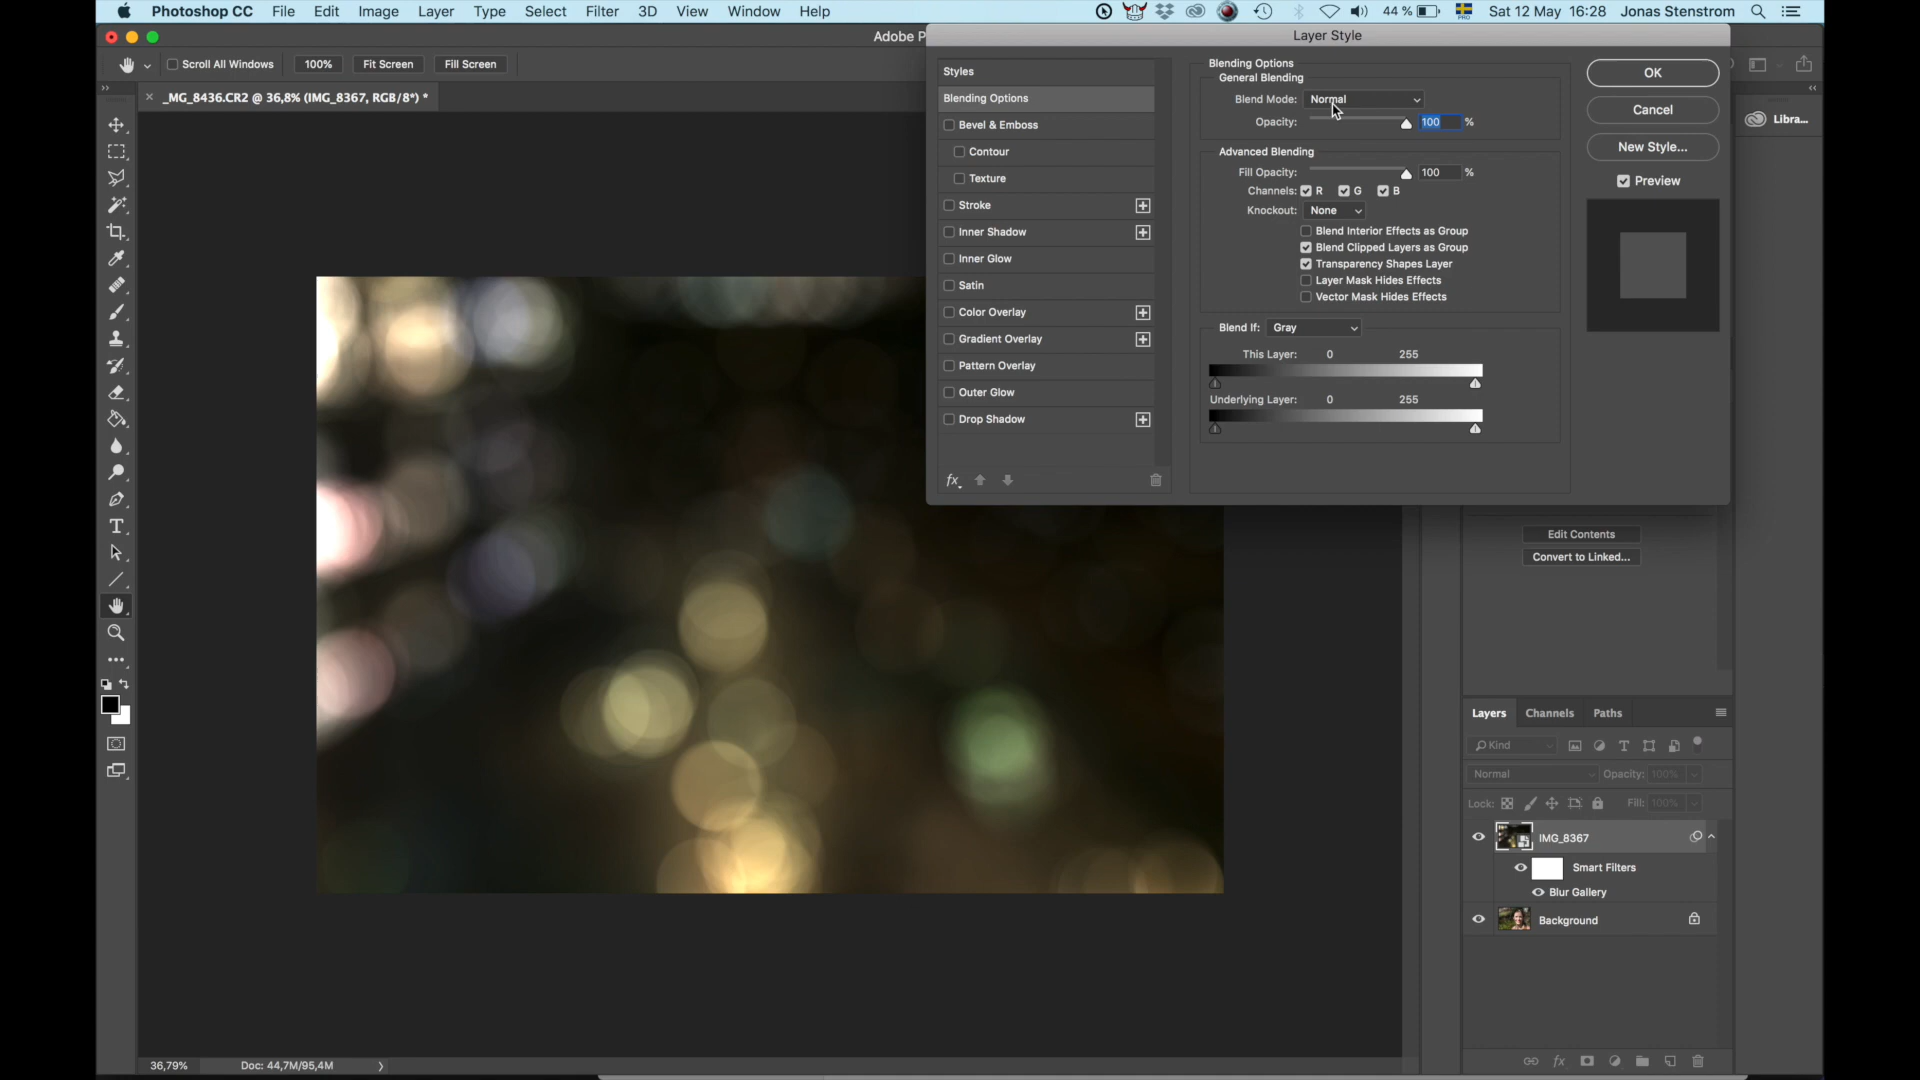 Photoshop CC File Edit Image Layer Type Select Filter 3D View Window Help 44 % PRO Sat 12 May 16:28 Jonas Stenstrom
Adobe P
Layer Style
Scroll All Windows 100% Fit Screen Fill Screen
_MG_8436.CR2 @ 36,8% (IMG_8367, RGB/8*) *
Styles
Blending Options
Bevel & Emboss
Contour
Texture
Stroke
Inner Shadow
Inner Glow
Satin
Color Overlay
Gradient Overlay
Pattern Overlay
Outer Glow
Drop Shadow
fx
Blending Options
General Blending
Blend Mode: Normal
Opacity: 100 %
Advanced Blending
Fill Opacity: 100 %
Channels: R G B
Knockout: None
Blend Interior Effects as Group
Blend Clipped Layers as Group
Transparency Shapes Layer
Layer Mask Hides Effects
Vector Mask Hides Effects
Blend If: Gray
This Layer: 0 255
Underlying Layer: 0 255
OK
Cancel
New Style...
Preview
Libra...
Edit Contents
Convert to Linked...
Layers Channels Paths
Kind
Normal Opacity: 100%
Lock: Fill: 100%
IMG_8367
Smart Filters
Blur Gallery
Background
fx
36,79% Doc: 44,7M/95,4M